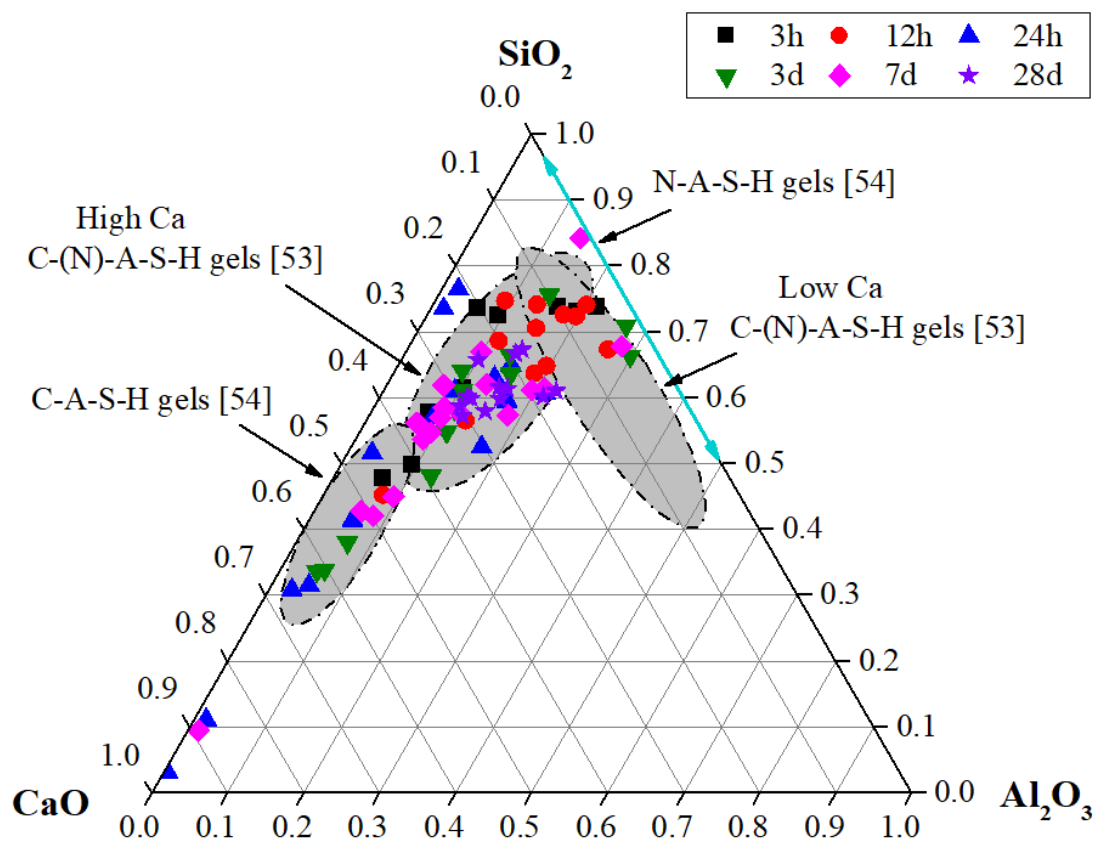 3h 12h 24h
3d 7d 28d
SiO₂
0.0
1.0
0.1
0.9
N-A-S-H gels [54]
High Ca
C-(N)-A-S-H gels [53]
0.2
0.8
Low Ca
C-(N)-A-S-H gels [53]
0.3
0.7
0.4
0.6
C-A-S-H gels [54]
0.5
0.5
0.6
0.4
0.7
0.3
0.8
0.2
0.9
0.1
1.0
0.0
CaO
Al₂O₃
0.0 0.1 0.2 0.3 0.4 0.5 0.6 0.7 0.8 0.9 1.0